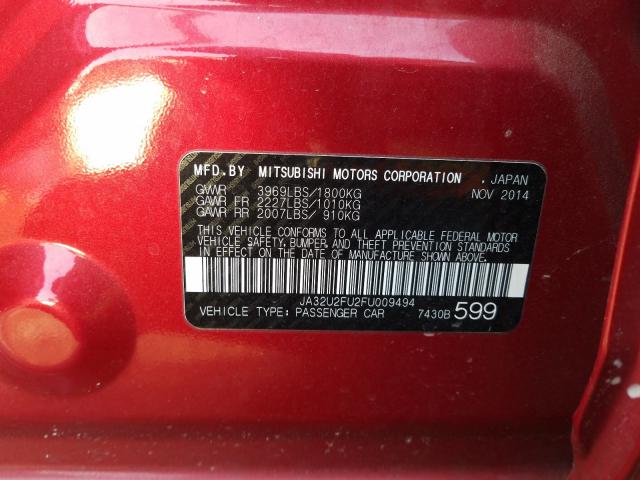 MFD.BY MITSUBISHI MOTORS CORPORATION . JAPAN
GVWR 3969LBS/1800KG NOV 2014
GAWR FR 2227LBS/1010KG
GAWR RR 2007LBS/ 910KG
THIS VEHICLE CONFORMS TO ALL APPLICABLE FEDERAL MOTOR
VEHICLE SAFETY, BUMPER, AND THEFT PREVENTION STANDARDS
IN EFFECT ON THE DATE OF MANUFACTURE SHOWN ABOVE.
JA32U2FU2FU009494
VEHICLE TYPE: PASSENGER CAR 7430B 599